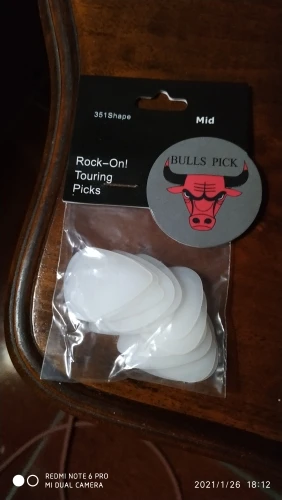 351Shape
Mid
BULLS PICK
Rock-On!
Touring
Picks
REDMI NOTE 6 PRO
MI DUAL CAMERA
2021/1/26 18:12